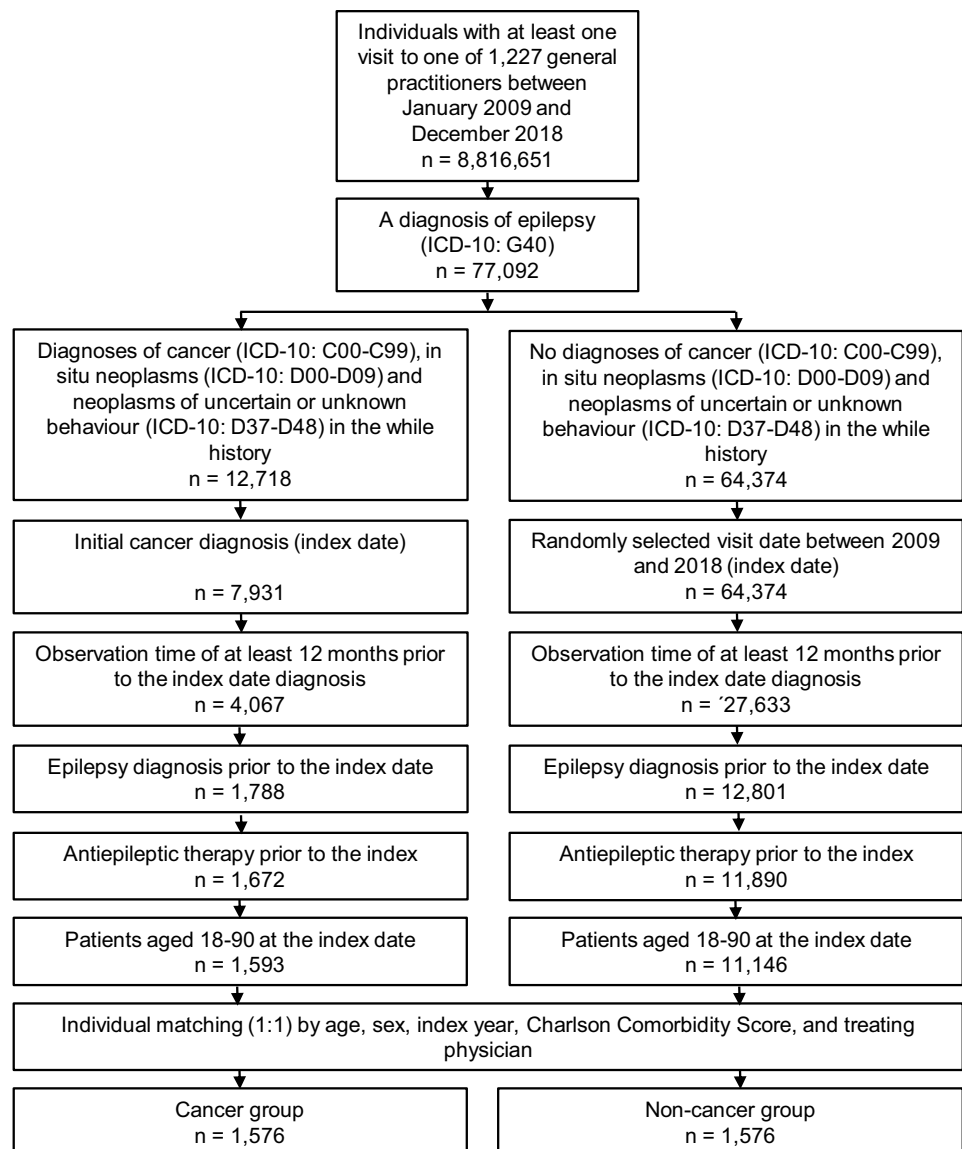 Individuals with at least one
visit to one of 1,227 general
practitioners between
January 2009 and
December 2018
n = 8,816,651
A diagnosis of epilepsy
(ICD-10: G40)
n = 77,092
Diagnoses of cancer (ICD-10: C00-C99), in
situ neoplasms (ICD-10: D00-D09) and
neoplasms of uncertain or unknown
behaviour (ICD-10: D37-D48) in the while
history
n = 12,718
No diagnoses of cancer (ICD-10: C00-C99),
in situ neoplasms (ICD-10: D00-D09) and
neoplasms of uncertain or unknown
behaviour (ICD-10: D37-D48) in the while
history
n = 64,374
Initial cancer diagnosis (index date)
n = 7,931
Randomly selected visit date between 2009
and 2018 (index date)
n = 64,374
Observation time of at least 12 months prior
to the index date diagnosis
n = 4,067
Observation time of at least 12 months prior
to the index date diagnosis
n = ´27,633
Epilepsy diagnosis prior to the index date
n = 1,788
Epilepsy diagnosis prior to the index date
n = 12,801
Antiepileptic therapy prior to the index
n = 1,672
Antiepileptic therapy prior to the index
n = 11,890
Patients aged 18-90 at the index date
n = 1,593
Patients aged 18-90 at the index date
n = 11,146
Individual matching (1:1) by age, sex, index year, Charlson Comorbidity Score, and treating
physician
Cancer group
n = 1,576
Non-cancer group
n = 1,576